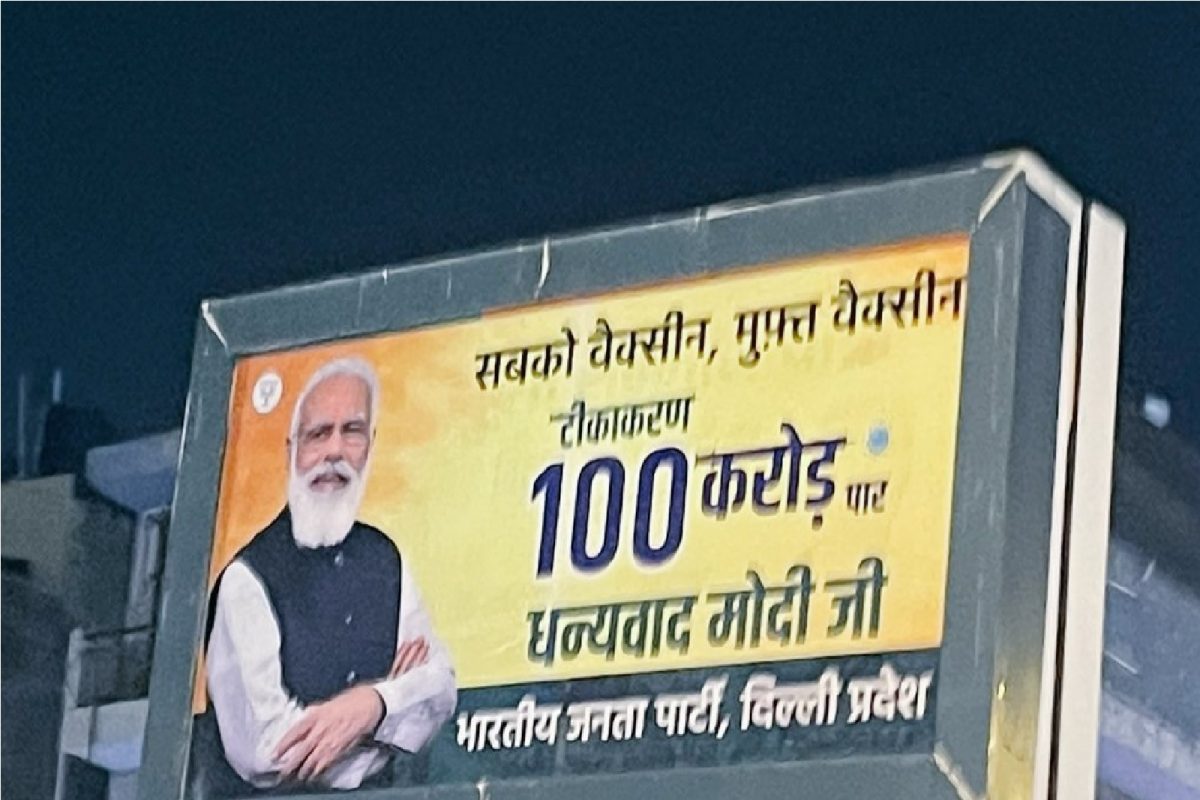 सबको वैक्सीन, मुफ़्त वैक्सीन
टीकाकरण
100 करोड़ पार
धन्यवाद मोदी जी
भारतीय जनता पार्टी, दिल्ली प्रदेश